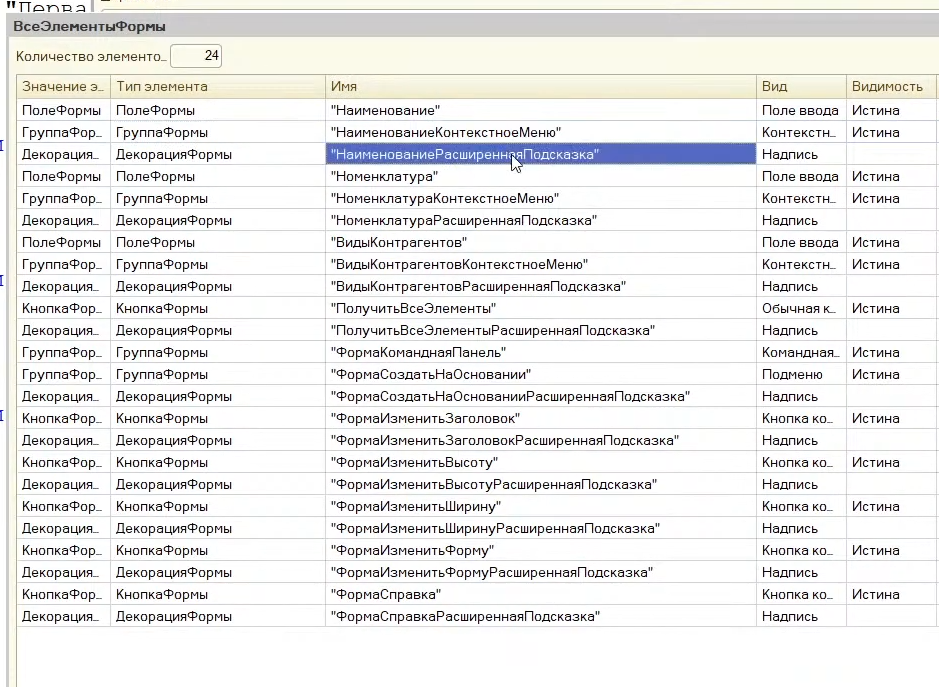 "Перва
ВсеЭлементыФормы
Количество элементо... 24
Значение э... Тип элемента Имя Вид Видимость
ПолеФормы ПолеФормы "Наименование" Поле ввода Истина
ГруппаФор... ГруппаФормы "НаименованиеКонтекстноеМеню" Контекстн... Истина
Декорация... ДекорацияФормы "НаименованиеРасширеннаяПодсказка" Надпись
ПолеФормы ПолеФормы "Номенклатура" Поле ввода Истина
ГруппаФор... ГруппаФормы "НоменклатураКонтекстноеМеню" Контекстн... Истина
Декорация... ДекорацияФормы "НоменклатураРасширеннаяПодсказка" Надпись
ПолеФормы ПолеФормы "ВидыКонтрагентов" Поле ввода Истина
ГруппаФор... ГруппаФормы "ВидыКонтрагентовКонтекстноеМеню" Контекстн... Истина
Декорация... ДекорацияФормы "ВидыКонтрагентовРасширеннаяПодсказка" Надпись
КнопкаФор... КнопкаФормы "ПолучитьВсеЭлементы" Обычная к... Истина
Декорация... ДекорацияФормы "ПолучитьВсеЭлементыРасширеннаяПодсказка" Надпись
ГруппаФор... ГруппаФормы "ФормаКоманднаяПанель" Командная... Истина
ГруппаФор... ГруппаФормы "ФормаСоздатьНаОсновании" Подменю Истина
Декорация... ДекорацияФормы "ФормаСоздатьНаОснованииРасширеннаяПодсказка" Надпись
КнопкаФор... КнопкаФормы "ФормаИзменитьЗаголовок" Кнопка ко... Истина
Декорация... ДекорацияФормы "ФормаИзменитьЗаголовокРасширеннаяПодсказка" Надпись
КнопкаФор... КнопкаФормы "ФормаИзменитьВысоту" Кнопка ко... Истина
Декорация... ДекорацияФормы "ФормаИзменитьВысотуРасширеннаяПодсказка" Надпись
КнопкаФор... КнопкаФормы "ФормаИзменитьШирину" Кнопка ко... Истина
Декорация... ДекорацияФормы "ФормаИзменитьШиринуРасширеннаяПодсказка" Надпись
КнопкаФор... КнопкаФормы "ФормаИзменитьФорму" Кнопка ко... Истина
Декорация... ДекорацияФормы "ФормаИзменитьФормуРасширеннаяПодсказка" Надпись
КнопкаФор... КнопкаФормы "ФормаСправка" Кнопка ко... Истина
Декорация... ДекорацияФормы "ФормаСправкаРасширеннаяПодсказка" Надпись